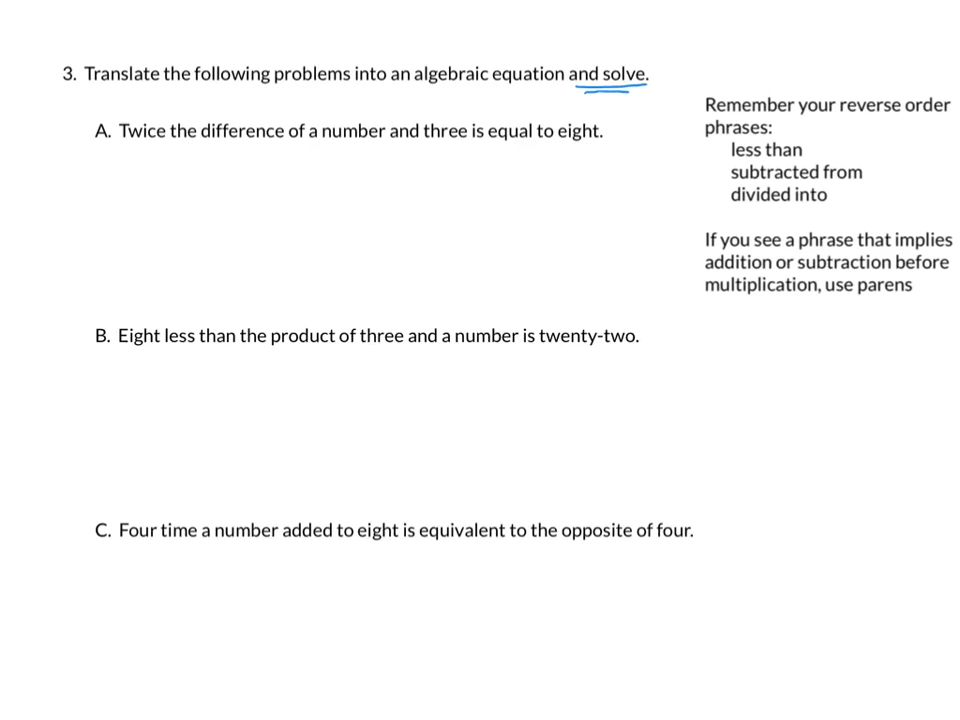 3. Translate the following problems into an algebraic equation and solve.
A. Twice the difference of a number and three is equal to eight.
Remember your reverse order
phrases:
less than
subtracted from
divided into
If you see a phrase that implies
addition or subtraction before
multiplication, use parens
B. Eight less than the product of three and a number is twenty-two.
C. Four time a number added to eight is equivalent to the opposite of four.